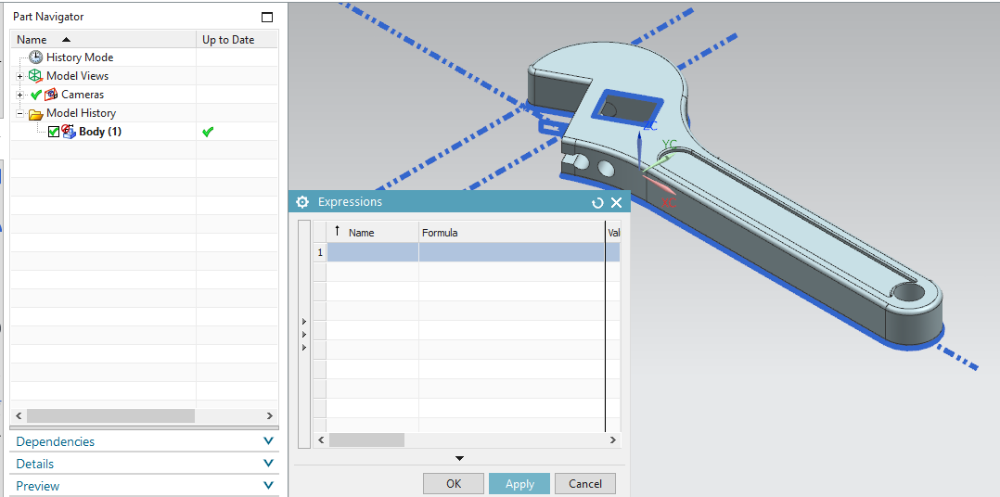 Part Navigator
Name Up to Date
History Mode
Model Views
Cameras
Model History
Body (1)
Dependencies
Details
Preview
ZC
YC
XC
Expressions
Name Formula Val
1
OK Apply Cancel